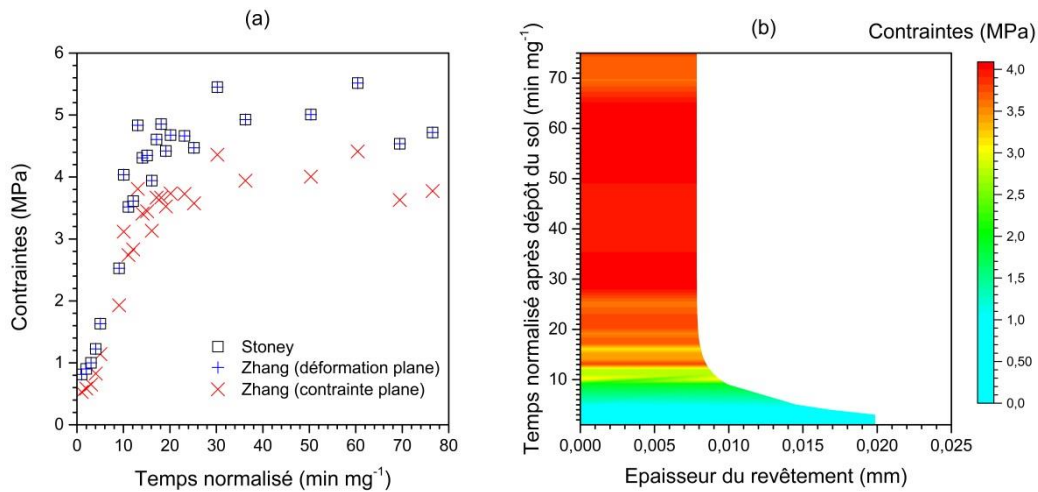 (a)
6
5
4
3
2
1
0
Contraintes (MPa)
Stoney
Zhang (déformation plane)
Zhang (contrainte plane)
0 10 20 30 40 50 60 70 80
Temps normalisé (min mg⁻¹)
(b)
Contraintes (MPa)
70
60
50
40
30
20
10
Temps normalisé après dépôt du sol (min mg⁻¹)
0,000 0,005 0,010 0,015 0,020 0,025
Epaisseur du revêtement (mm)
4,0
3,5
3,0
2,5
2,0
1,5
1,0
0,50
0,0